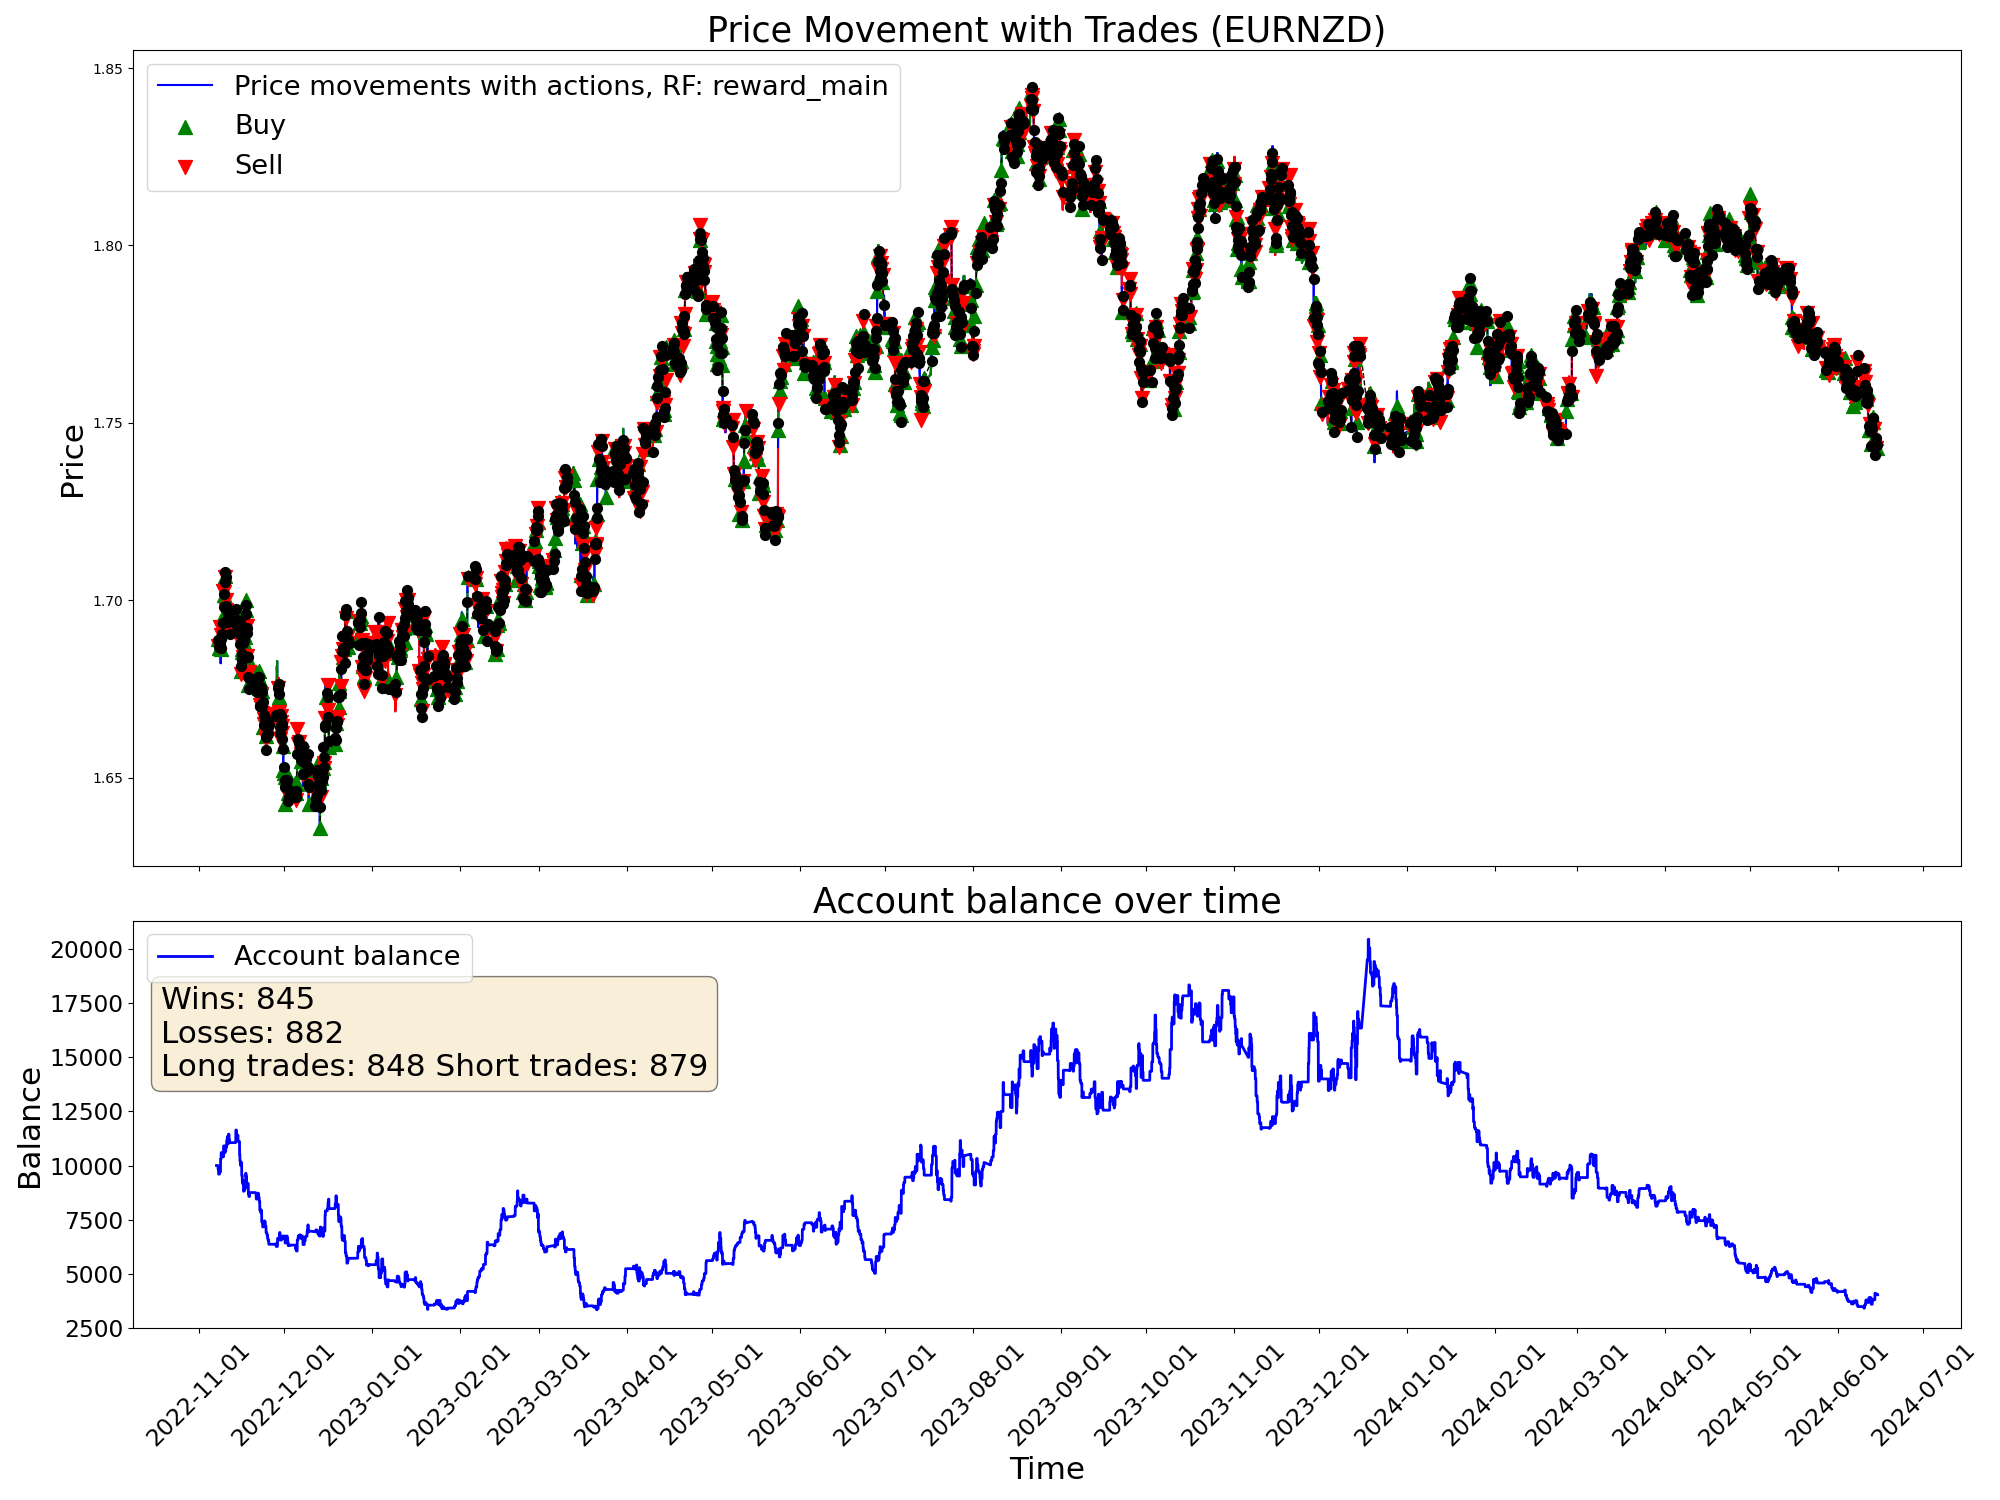 Price Movement with Trades (EURNZD)
Price movements with actions, RF: reward_main
Buy
Sell
1.85
1.80
1.75
1.70
1.65
Price
Account balance over time
Account balance
Wins: 845
Losses: 882
Long trades: 848 Short trades: 879
20000
17500
15000
12500
10000
7500
5000
2500
Balance
2022-11-01
2022-12-01
2023-01-01
2023-02-01
2023-03-01
2023-04-01
2023-05-01
2023-06-01
2023-07-01
2023-08-01
2023-09-01
2023-10-01
2023-11-01
2023-12-01
2024-01-01
2024-02-01
2024-03-01
2024-04-01
2024-05-01
2024-06-01
2024-07-01
Time